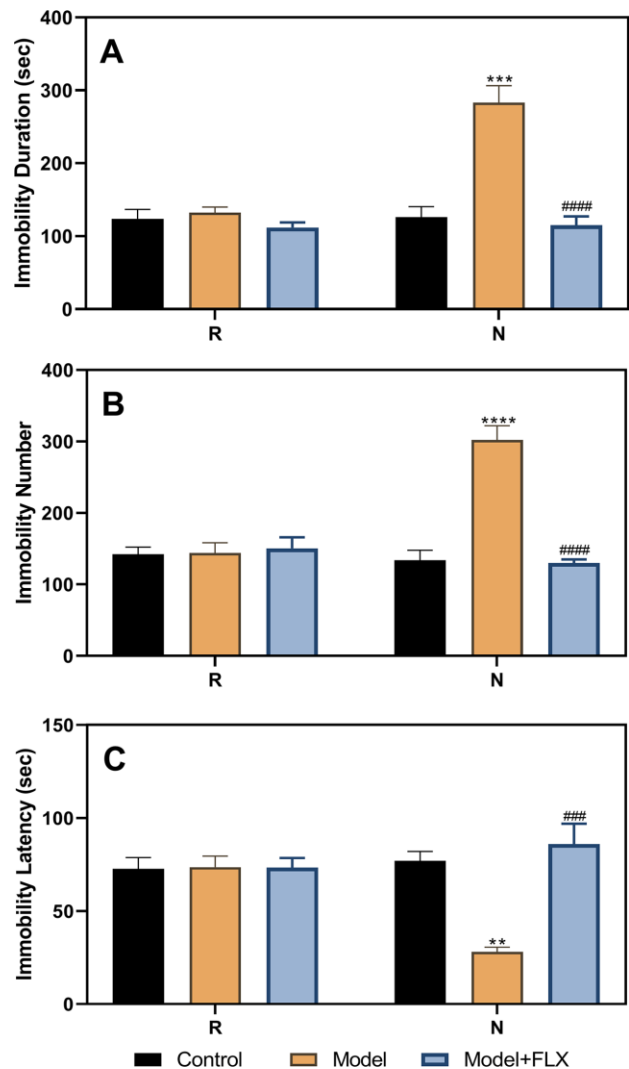 A
Immobility Duration (sec)
400
300
200
100
0
***
####
R N
B
Immobility Number
400
300
200
100
0
****
####
R N
C
Immobility Latency (sec)
150
100
50
0
**
###
R N
Control Model Model+FLX